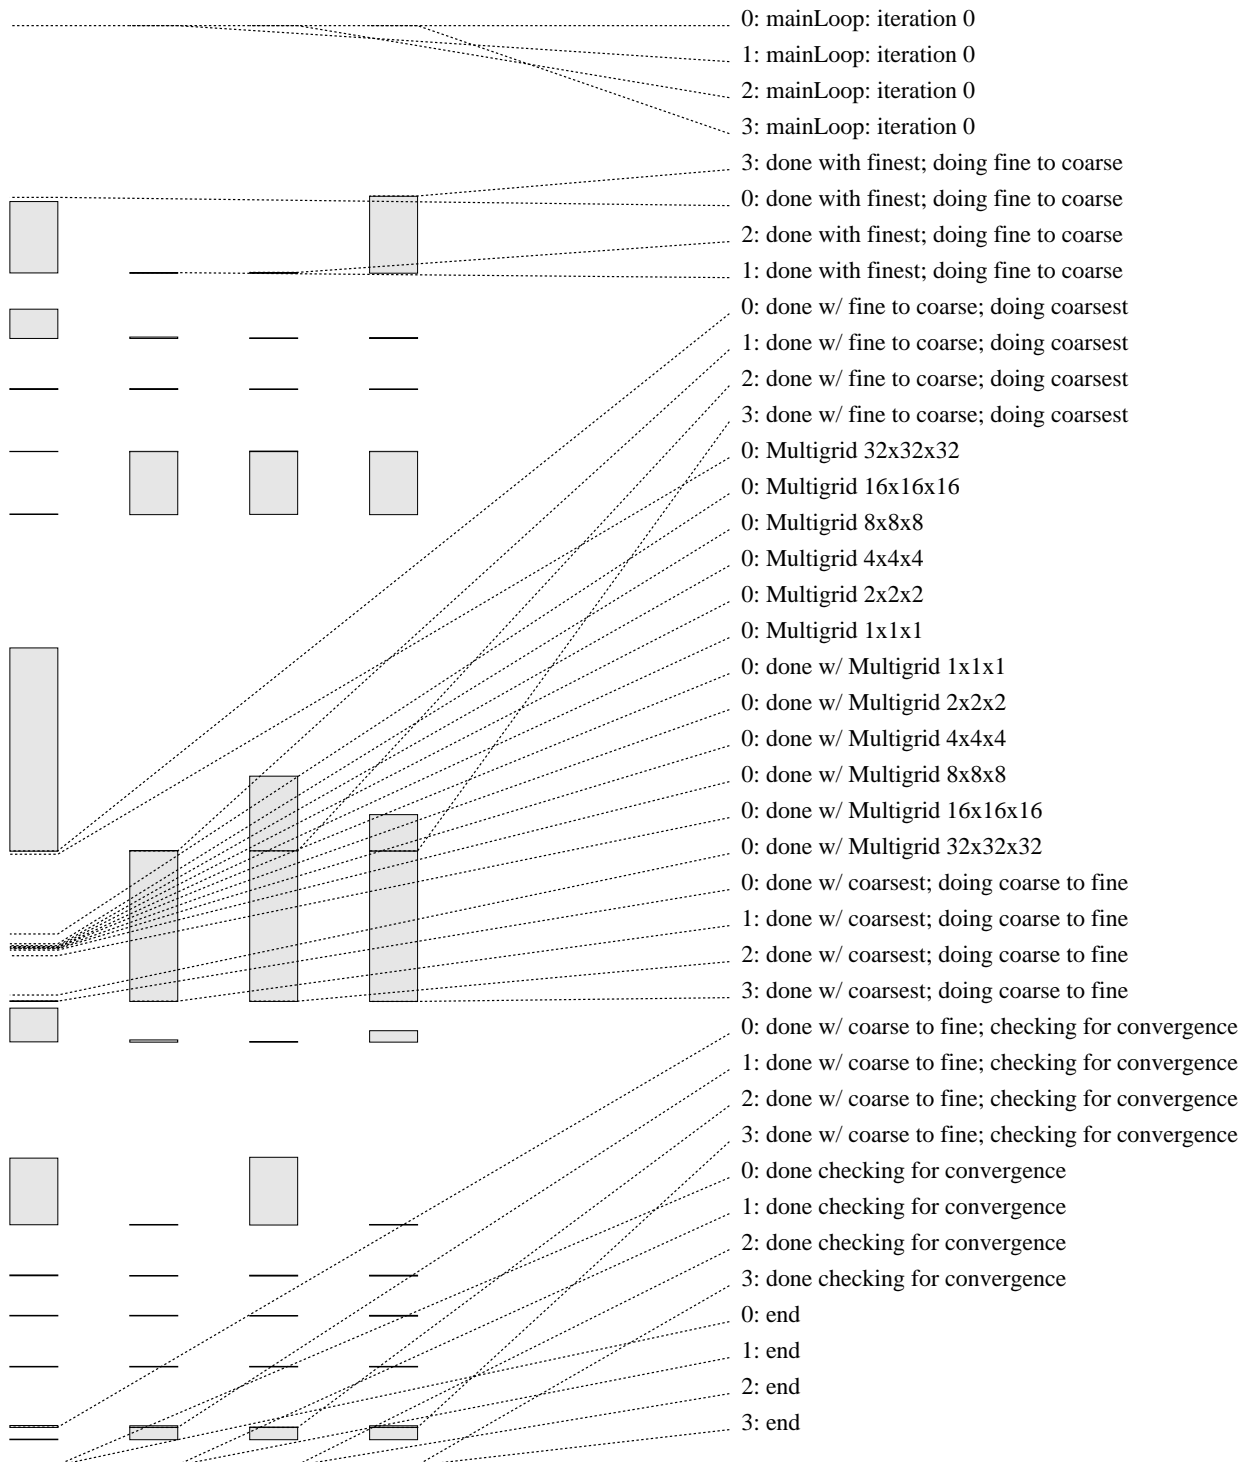 0: mainLoop: iteration 0
1: mainLoop: iteration 0
2: mainLoop: iteration 0
3: mainLoop: iteration 0
3: done with finest; doing fine to coarse
0: done with finest; doing fine to coarse
2: done with finest; doing fine to coarse
1: done with finest; doing fine to coarse
0: done w/ fine to coarse; doing coarsest
1: done w/ fine to coarse; doing coarsest
2: done w/ fine to coarse; doing coarsest
3: done w/ fine to coarse; doing coarsest
0: Multigrid 32x32x32
0: Multigrid 16x16x16
0: Multigrid 8x8x8
0: Multigrid 4x4x4
0: Multigrid 2x2x2
0: Multigrid 1x1x1
0: done w/ Multigrid 1x1x1
0: done w/ Multigrid 2x2x2
0: done w/ Multigrid 4x4x4
0: done w/ Multigrid 8x8x8
0: done w/ Multigrid 16x16x16
0: done w/ Multigrid 32x32x32
0: done w/ coarsest; doing coarse to fine
1: done w/ coarsest; doing coarse to fine
2: done w/ coarsest; doing coarse to fine
3: done w/ coarsest; doing coarse to fine
0: done w/ coarse to fine; checking for convergence
1: done w/ coarse to fine; checking for convergence
2: done w/ coarse to fine; checking for convergence
3: done w/ coarse to fine; checking for convergence
0: done checking for convergence
1: done checking for convergence
2: done checking for convergence
3: done checking for convergence
0: end
1: end
2: end
3: end